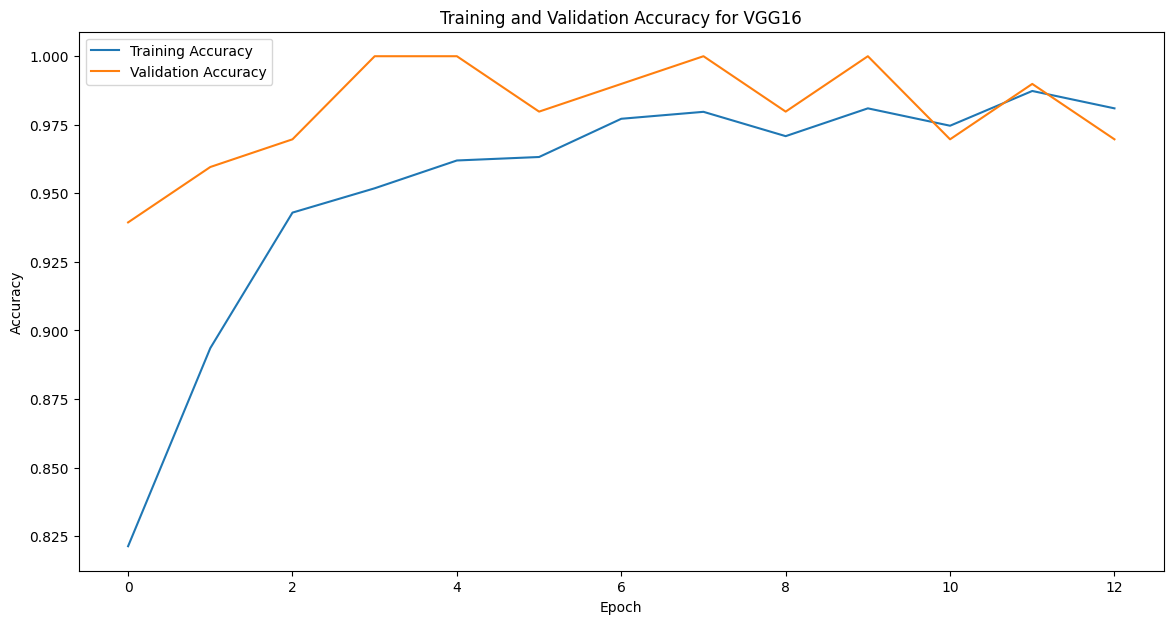 Training and Validation Accuracy for VGG16
Training Accuracy
Validation Accuracy
1.000
0.975
0.950
0.925
0.900
0.875
0.850
0.825
Accuracy
0 2 4 6 8 10 12
Epoch